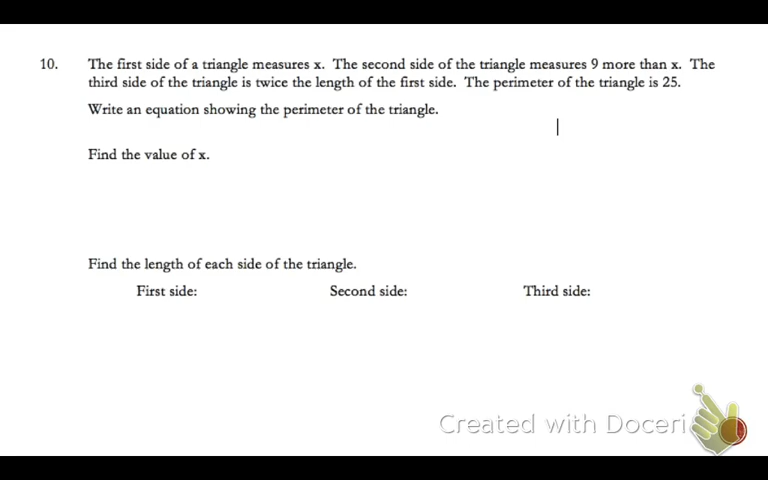 10. The first side of a triangle measures x. The second side of the triangle measures 9 more than x. The
third side of the triangle is twice the length of the first side. The perimeter of the triangle is 25.
Write an equation showing the perimeter of the triangle.
Find the value of x.
Find the length of each side of the triangle.
First side: Second side: Third side:
Created with Doceri